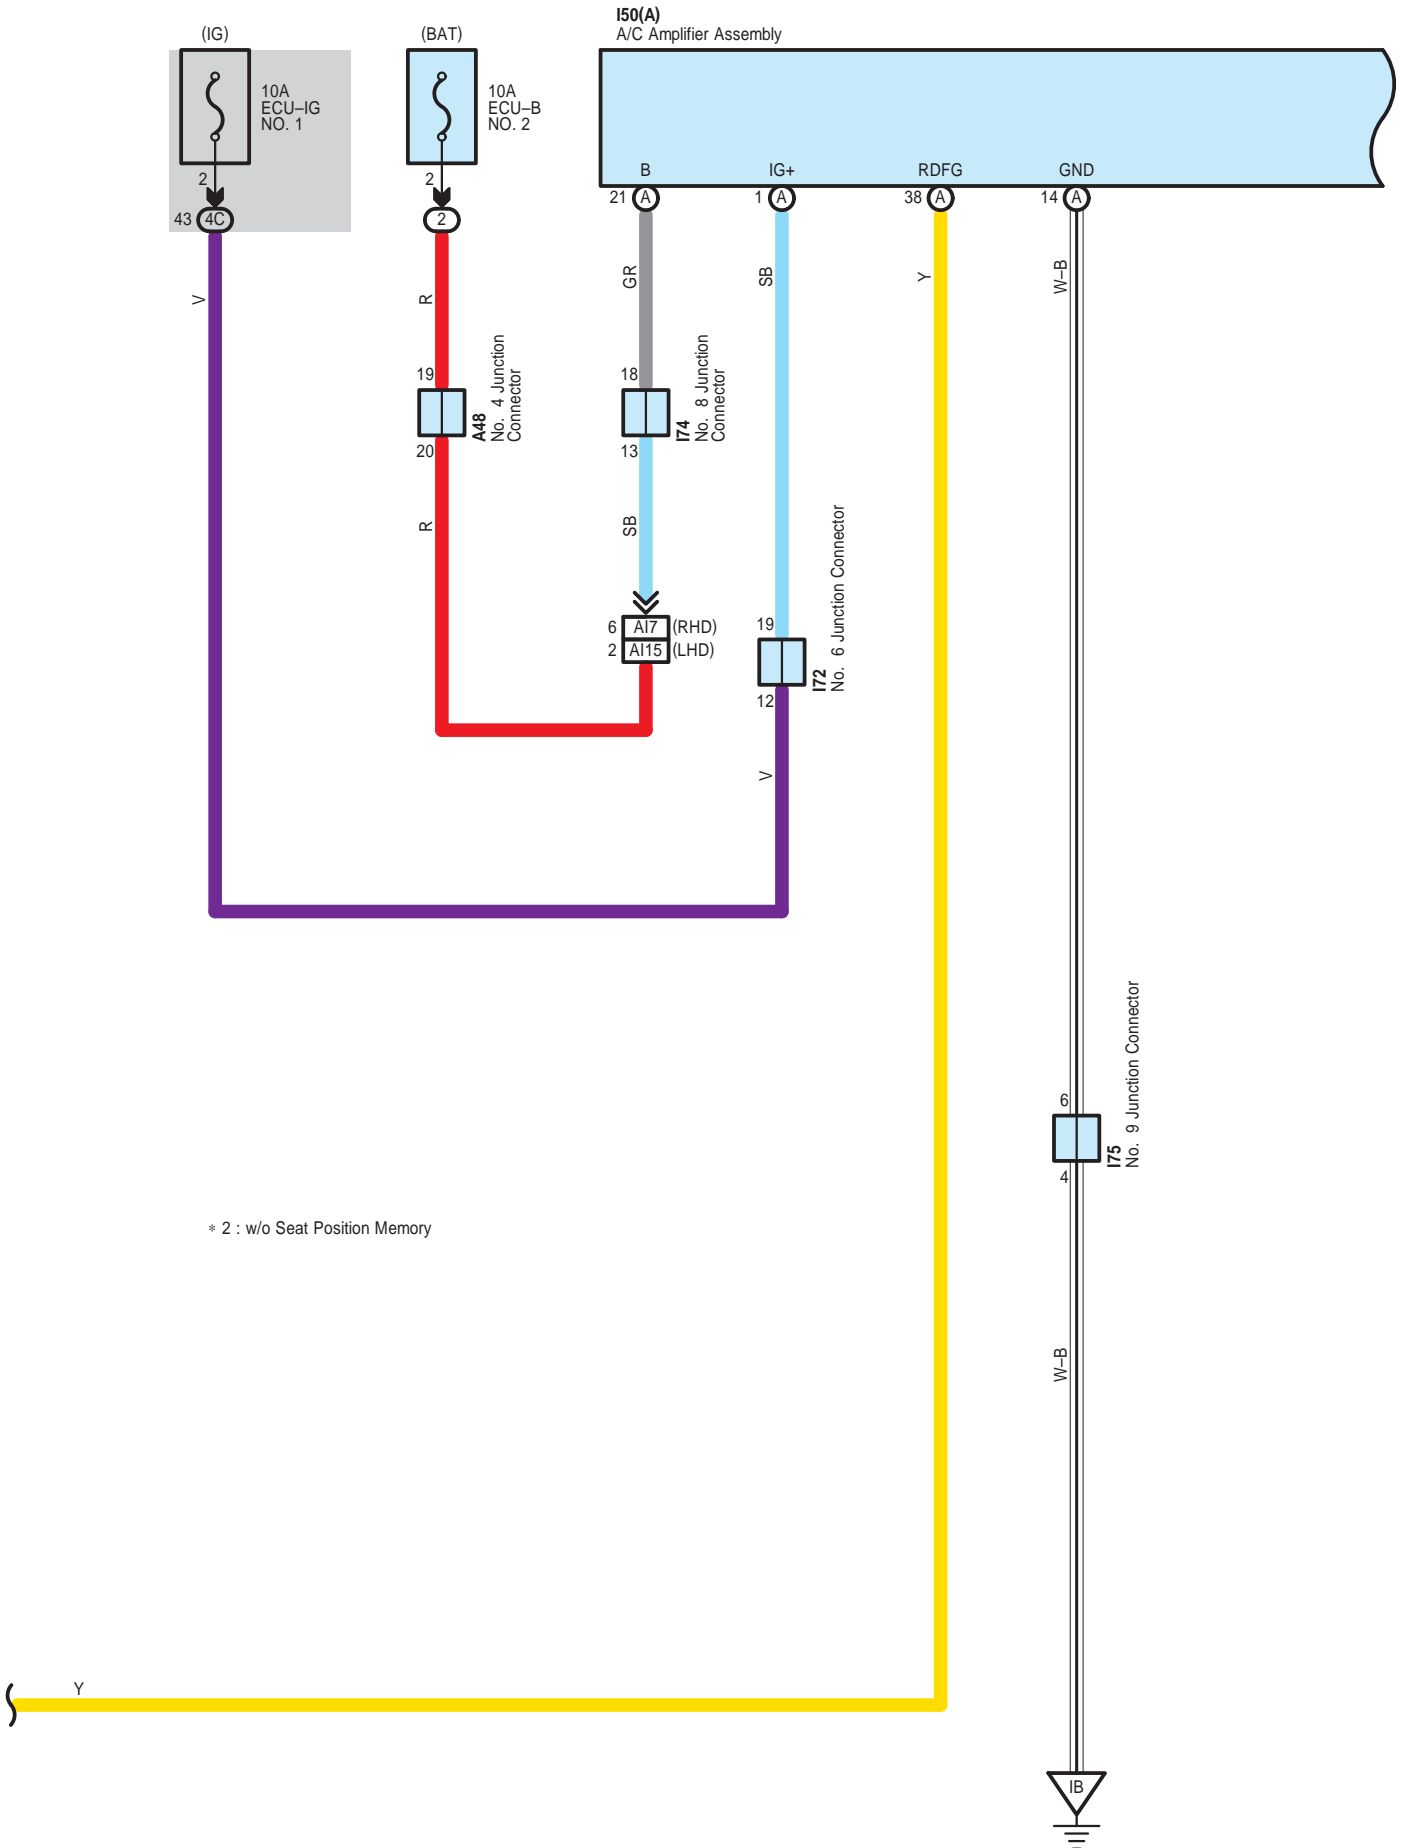 I50(A)
A/C Amplifier Assembly
(IG)
(BAT)
10A
ECU–IG
NO. 1
10A
ECU–B
NO. 2
2
2
43
4C
2
B
IG+
RDFG
GND
21
A
1
A
38
A
14
A
V
R
GR
SB
Y
W–B
19
20
A48
No. 4 Junction
Connector
18
13
I74
No. 8 Junction
Connector
R
SB
6
AI7
(RHD)
2
AI15
(LHD)
19
12
I72
No. 6 Junction Connector
V
6
4
I75
No. 9 Junction Connector
∗ 2 : w/o Seat Position Memory
W–B
Y
IB